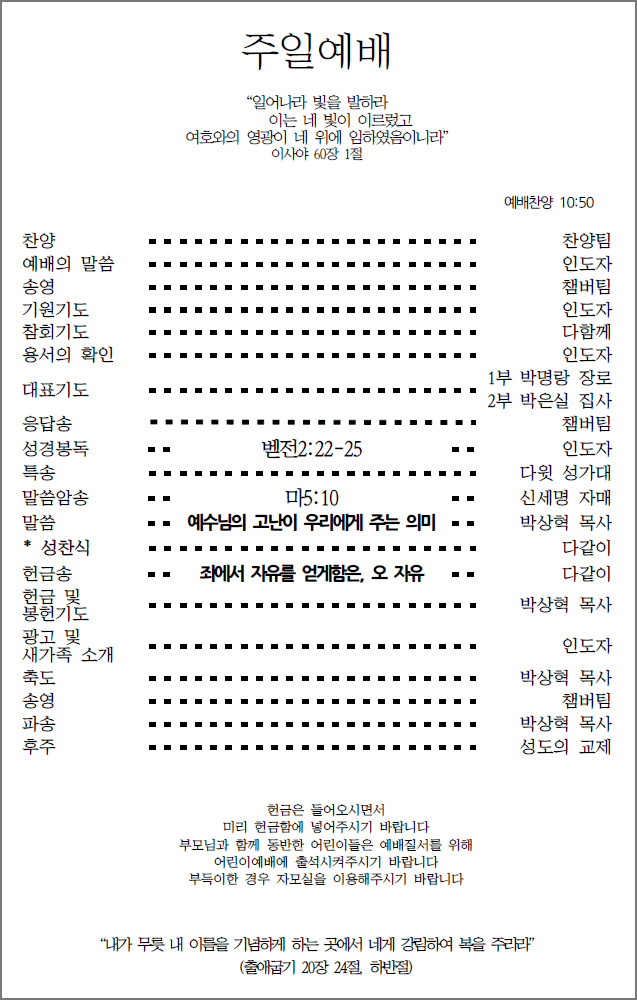 주일예배
“일어나라 빛을 발하라
이는 네 빛이 이르렀고
여호와의 영광이 네 위에 임하였음이니라”
이사야 60장 1절
예배찬양 10:50
찬양 찬양팀
예배의 말씀 인도자
송영 챔버팀
기원기도 인도자
참회기도 다함께
용서의 확인 인도자
대표기도 1부 박명랑 장로
2부 박은실 집사
응답송 챔버팀
성경봉독 벧전2:22-25 인도자
특송 다윗 성가대
말씀암송 마5:10 신세명 자매
말씀 예수님의 고난이 우리에게 주는 의미 박상혁 목사
* 성찬식 다같이
헌금송 죄에서 자유를 얻게함은, 오 자유 다같이
헌금 및
봉헌기도 박상혁 목사
광고 및
새가족 소개 인도자
축도 박상혁 목사
송영 챔버팀
파송 박상혁 목사
후주 성도의 교제
헌금은 들어오시면서
미리 헌금함에 넣어주시기 바랍니다
부모님과 함께 동반한 어린이들은 예배질서를 위해
어린이예배에 출석시켜주시기 바랍니다
부득이한 경우 자모실을 이용해주시기 바랍니다
“내가 무릇 내 이름을 기념하게 하는 곳에서 네게 강림하여 복을 주리라”
(출애굽기 20장 24절, 하반절)